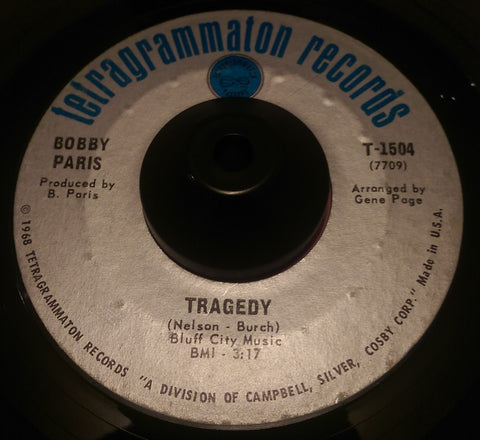 tetragrammaton records
BOBBY
PARIS
Produced by
B. Paris
T-1504
(7709)
Arranged by
Gene Page
TRAGEDY
(Nelson - Burch)
Bluff City Music
BMI - 3:17
© 1968 TETRAGRAMMATON RECORDS "A DIVISION OF CAMPBELL, SILVER, COSBY CORP." Made in U.S.A.